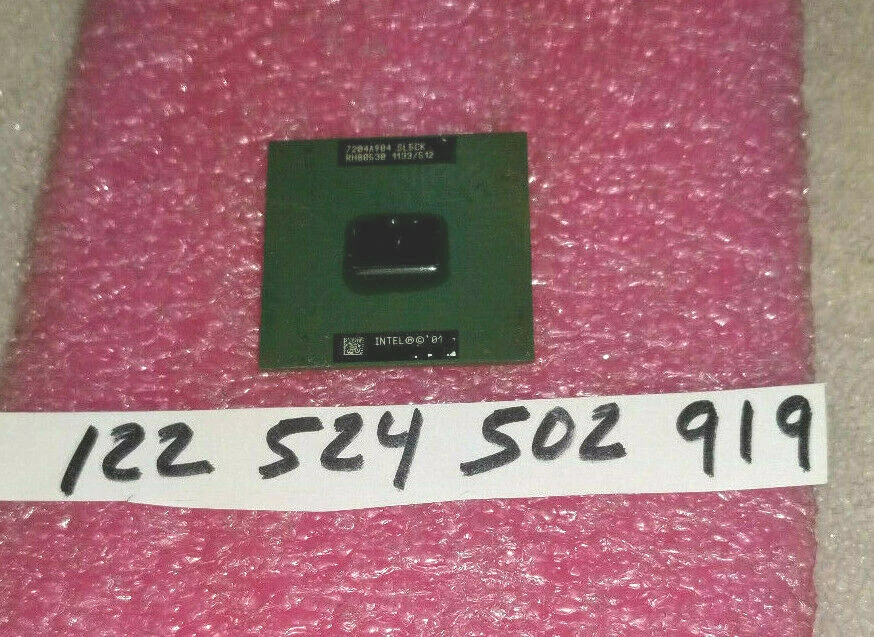 7204A904 SL5CK
RH80530 1133/512
INTEL®©'01
122 524 502 919